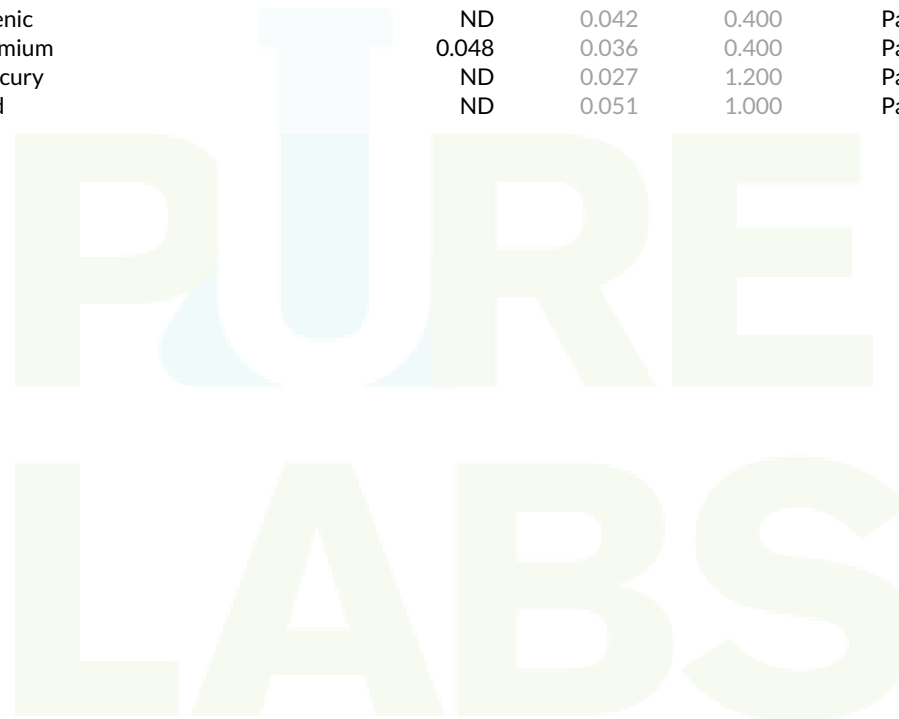 enic ND 0.042 0.400 Pa
mium 0.048 0.036 0.400 Pa
cury ND 0.027 1.200 Pa
d ND 0.051 1.000 Pa
PURE
LABS